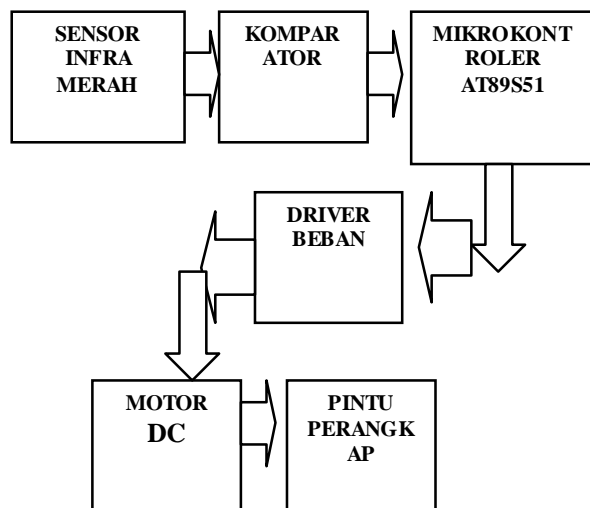 SENSOR
INFRA
MERAH
KOMPAR
ATOR
MIKROKONT
ROLER
AT89S51
DRIVER
BEBAN
MOTOR
DC
PINTU
PERANGK
AP